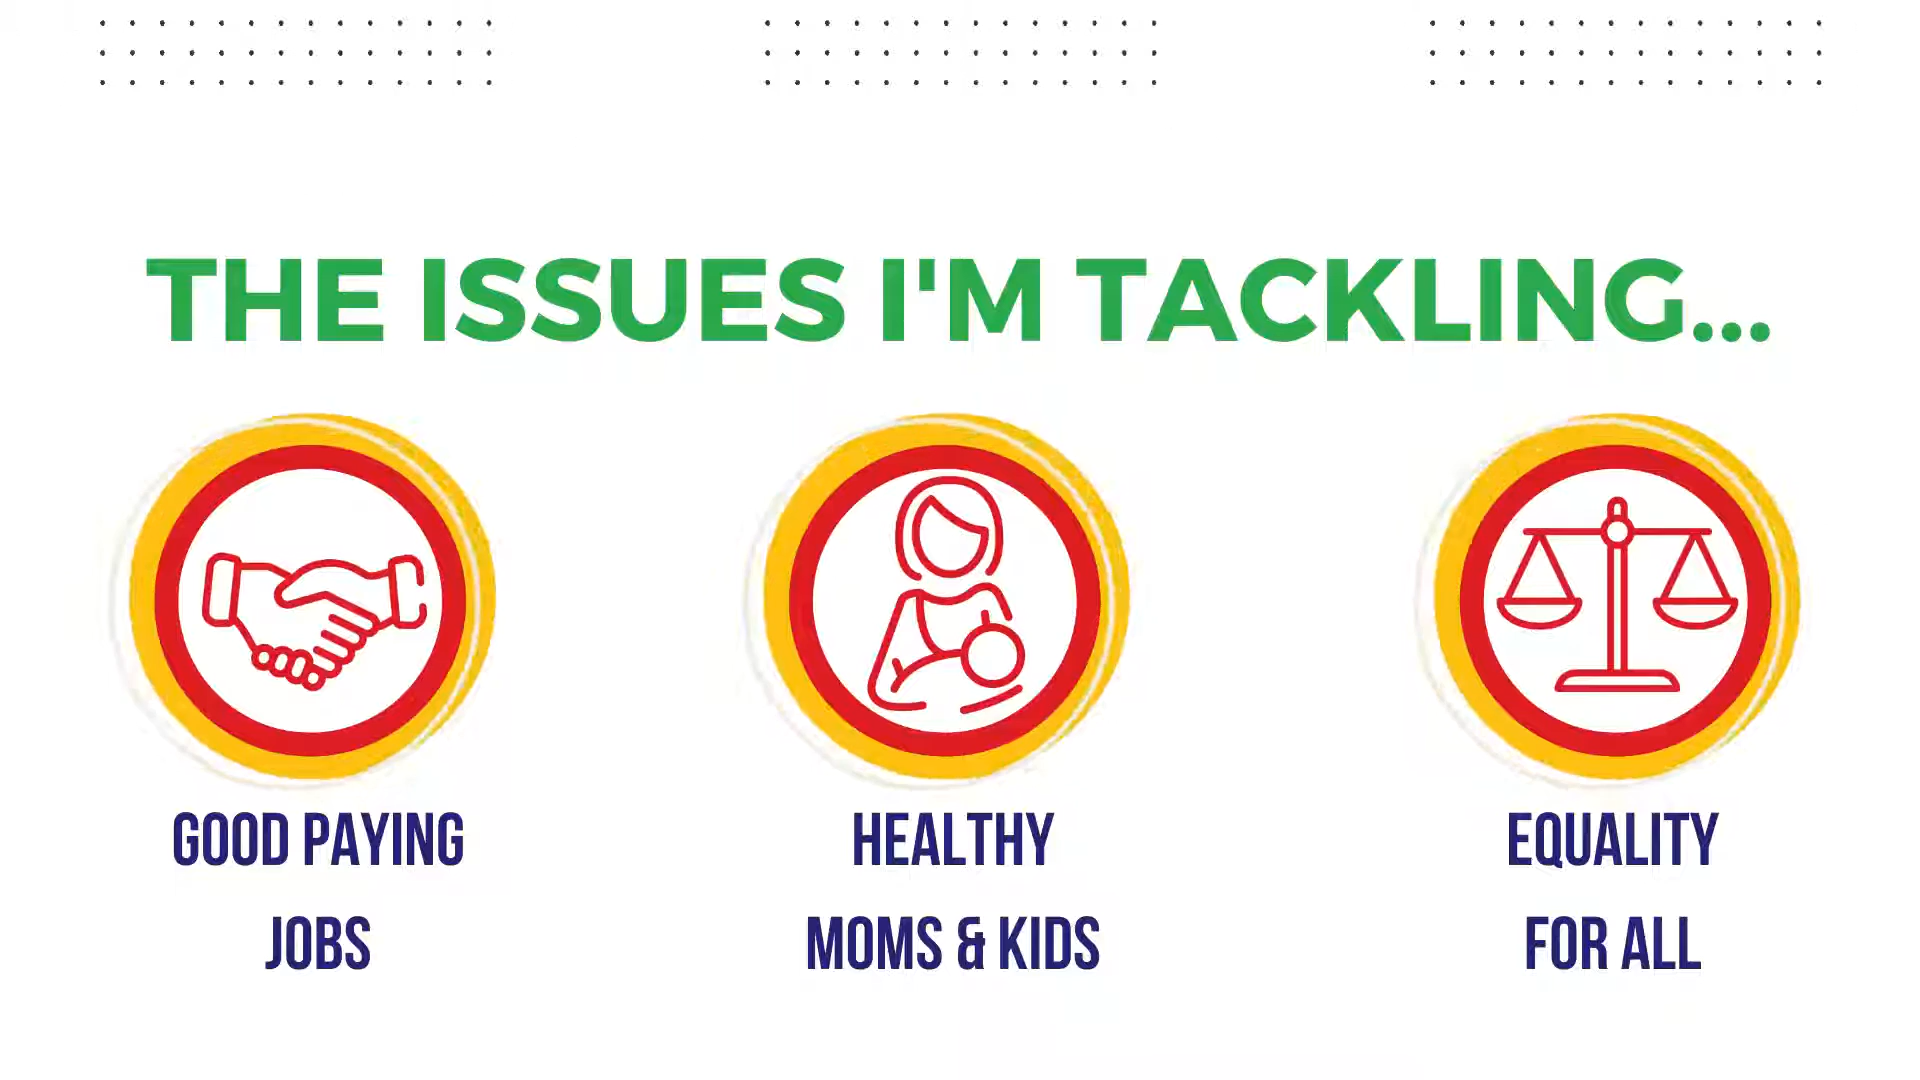 THE ISSUES I'M TACKLING...
GOOD PAYING
JOBS
HEALTHY
MOMS & KIDS
EQUALITY
FOR ALL